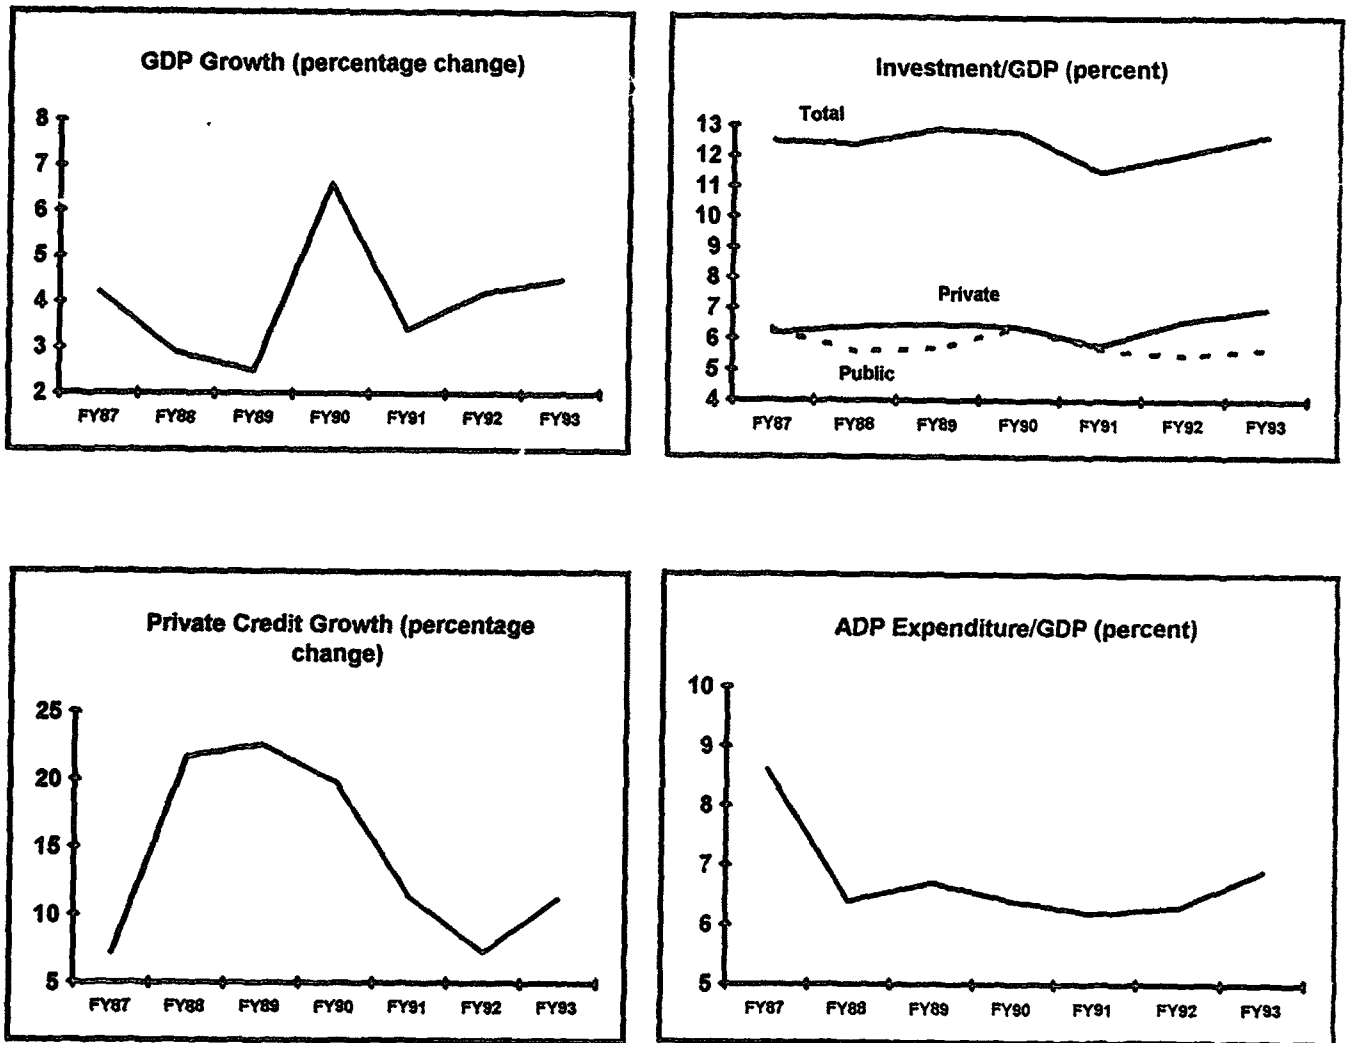 GDP Growth (percentage change)
8
7
6
5
4
3
2
FY87 FY88 FY89 FY90 FY91 FY92 FY93
Investment/GDP (percent)
Total
13
12
11
10
9
8
7
6
5
4
Private
Public
FY87 FY88 FY89 FY90 FY91 FY92 FY93
Private Credit Growth (percentage
change)
25
20
15
10
5
FY87 FY88 FY89 FY90 FY91 FY92 FY93
ADP Expenditure/GDP (percent)
10
9
8
7
6
5
FY87 FY88 FY89 FY90 FY91 FY92 FY93